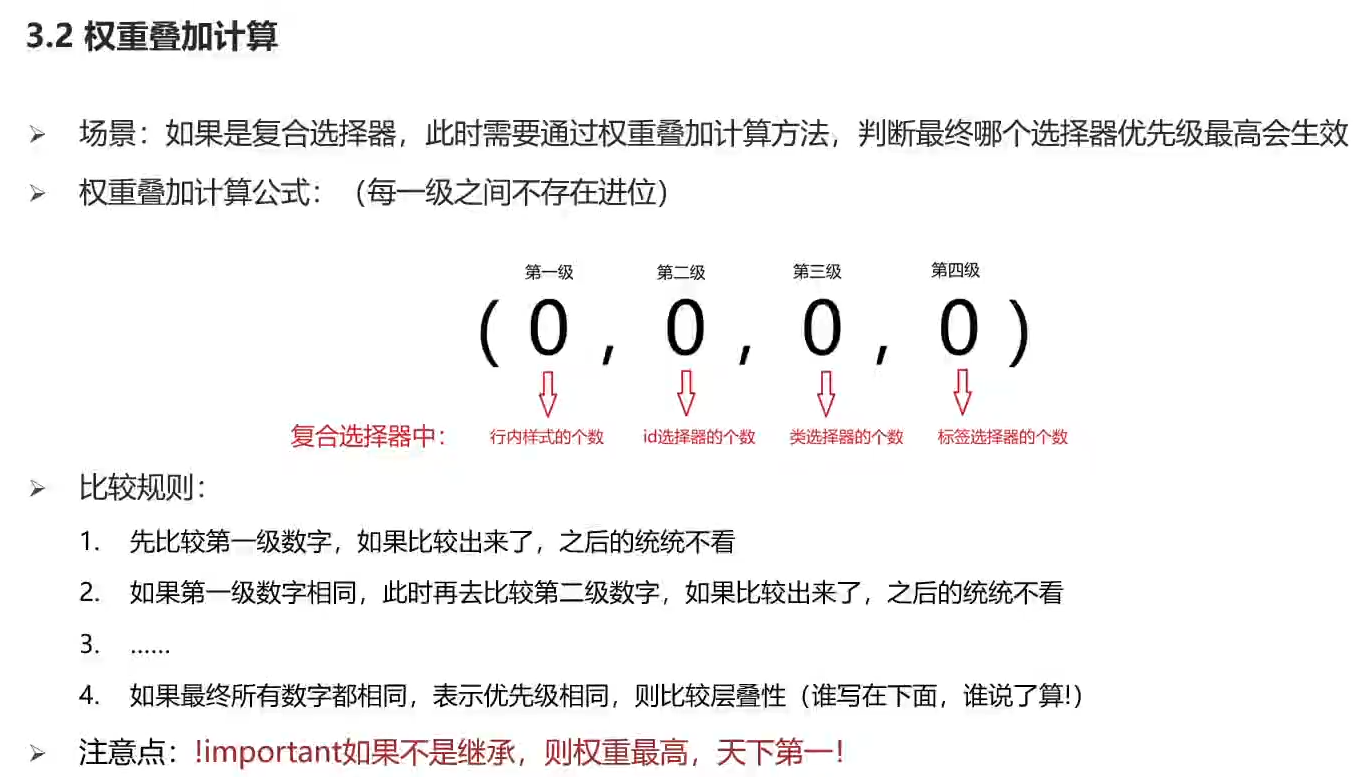 3.2 权重叠加计算
➢ 场景：如果是复合选择器，此时需要通过权重叠加计算方法，判断最终哪个选择器优先级最高会生效
➢ 权重叠加计算公式：（每一级之间不存在进位）
第一级 第二级 第三级 第四级
( 0 , 0 , 0 , 0 )
复合选择器中： 行内样式的个数 id选择器的个数 类选择器的个数 标签选择器的个数
➢ 比较规则：
1. 先比较第一级数字，如果比较出来了，之后的统统不看
2. 如果第一级数字相同，此时再去比较第二级数字，如果比较出来了，之后的统统不看
3. ……
4. 如果最终所有数字都相同，表示优先级相同，则比较层叠性（谁写在下面，谁说了算!）
➢ 注意点：!important如果不是继承，则权重最高，天下第一!